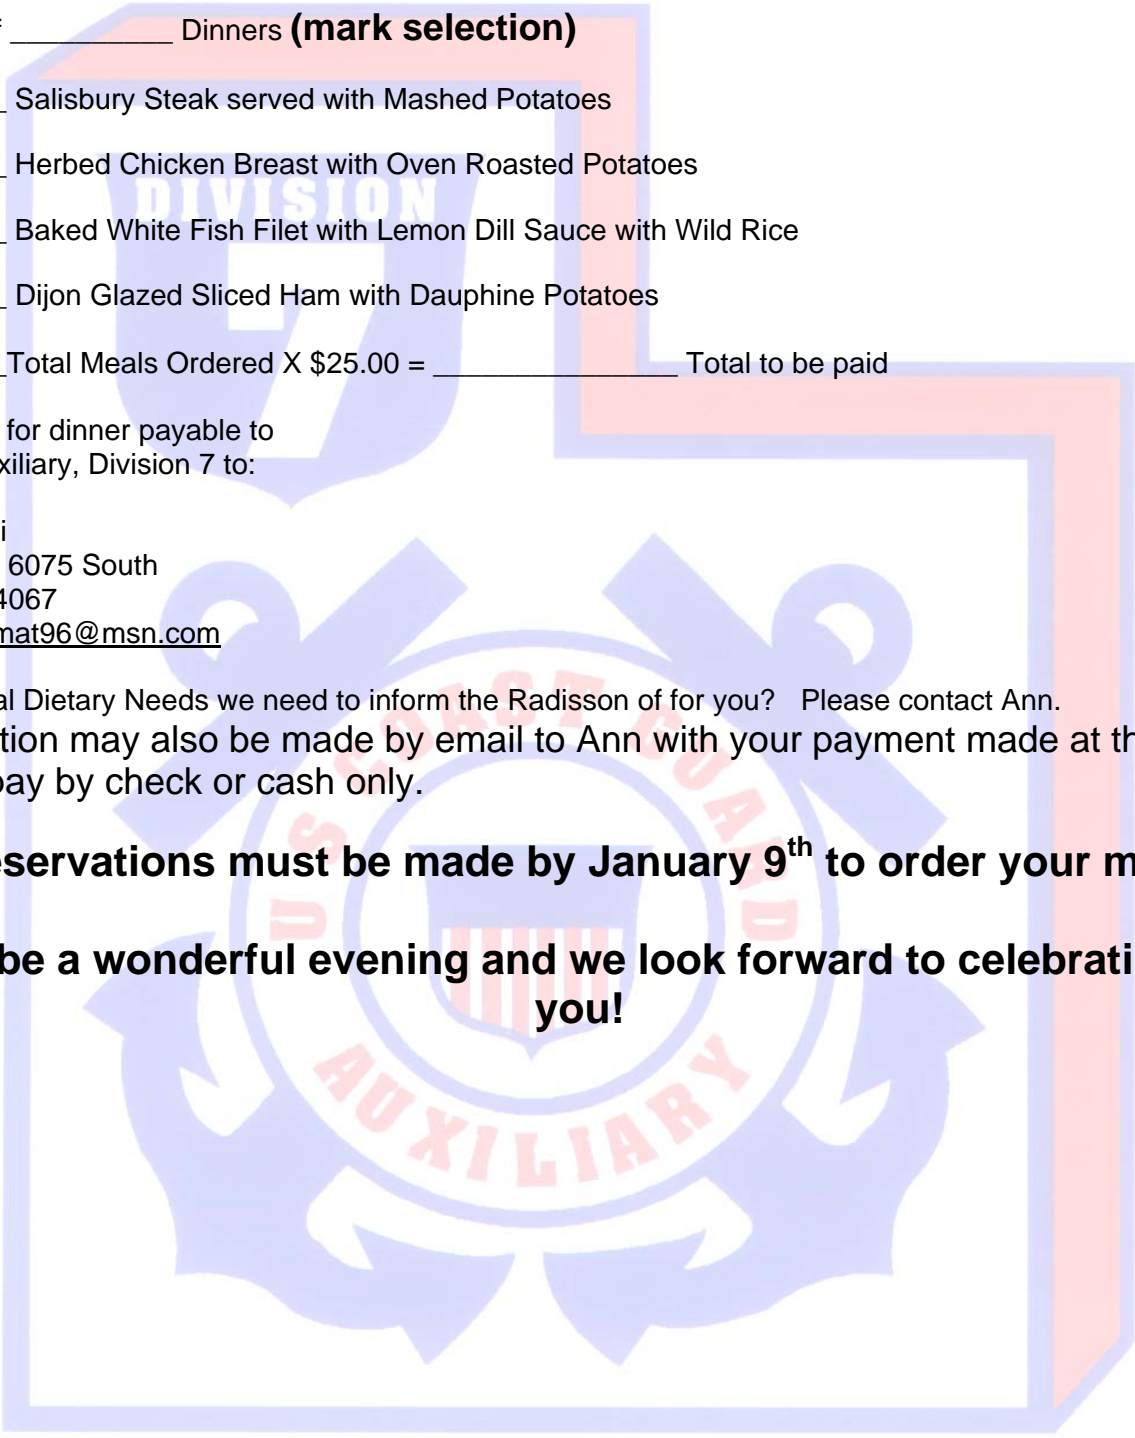 __________ Dinners (mark selection)
_ Salisbury Steak served with Mashed Potatoes
_ Herbed Chicken Breast with Oven Roasted Potatoes
DIVISION
_ Baked White Fish Filet with Lemon Dill Sauce with Wild Rice
7
_ Dijon Glazed Sliced Ham with Dauphine Potatoes
_Total Meals Ordered X $25.00 = _______________ Total to be paid
for dinner payable to
xiliary, Division 7 to:
i
6075 South
4067
mat96@msn.com
al Dietary Needs we need to inform the Radisson of for you? Please contact Ann.
tion may also be made by email to Ann with your payment made at th
pay by check or cash only.
eservations must be made by January 9th to order your m
be a wonderful evening and we look forward to celebrati
you!
U S COAST GUARD
AUXILIARY